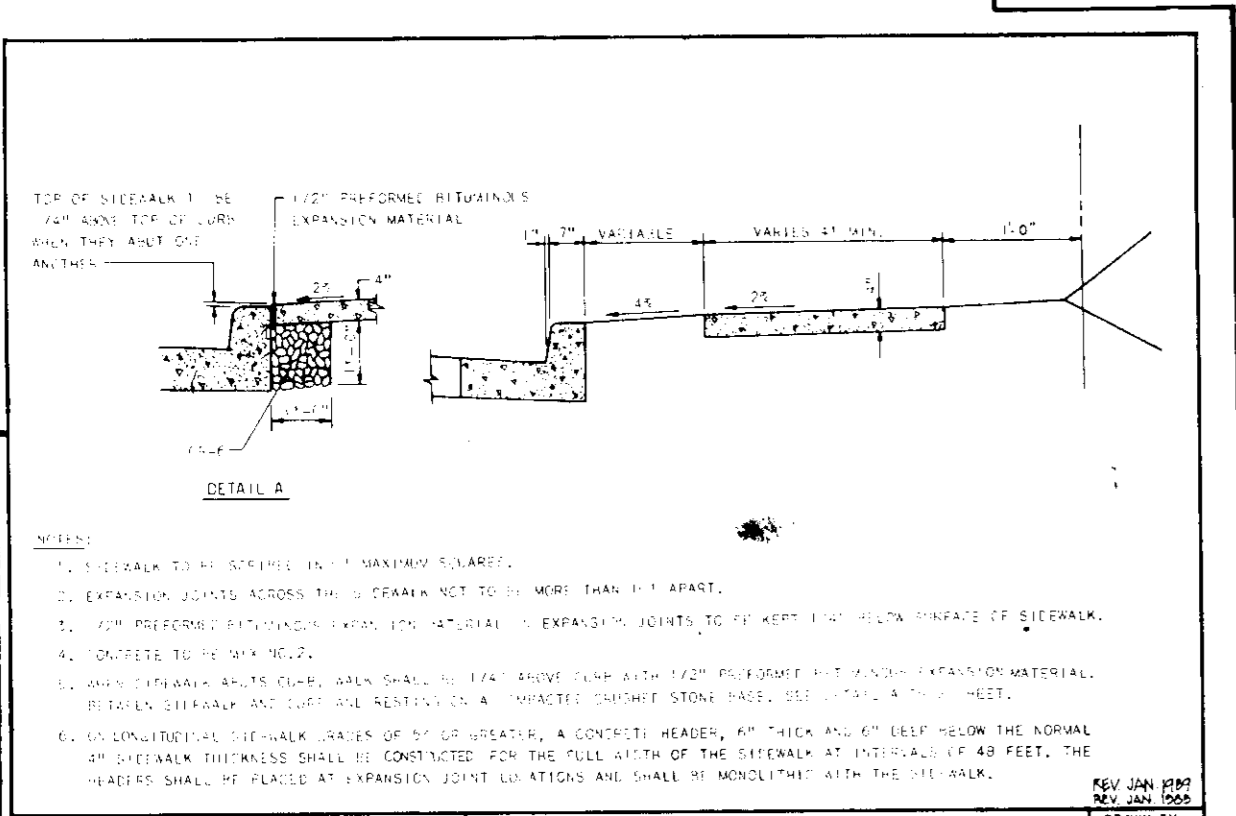 TOP OF SIDEWALK BE
1/4" ABOVE TOP OF CURB
WHEN THEY ABUT ONE
ANOTHER
1/2" PREFORMED BITUMINOUS
EXPANSION MATERIAL
2%
4"
DETAIL A
1" 7" VARIABLE VARIES 4' MIN. 1'-0"
4% 2%
NOTES:
1. SIDEWALK TO BE SCRIBED IN MAXIMUM SQUARES.
2. EXPANSION JOINTS ACROSS THE SIDEWALK NOT TO BE MORE THAN APART.
3. 1/2" PREFORMED BITUMINOUS EXPANSION MATERIAL IN EXPANSION JOINTS TO BE KEPT BELOW SURFACE OF SIDEWALK.
4. CONCRETE TO BE MIX NO.2.
5. WHEN SIDEWALK ABUTS CURB, WALK SHALL BE 1/4" ABOVE CURB WITH 1/2" PREFORMED BITUMINOUS EXPANSION MATERIAL.
BETWEEN SIDEWALK AND CURB AND RESTING ON A COMPACTED CRUSHED STONE BASE. SEE DETAIL A THIS SHEET.
6. ON LONGITUDINAL SIDEWALK GRADES OF OR GREATER, A CONCRETE HEADER, 6" THICK AND 6" DEEP BELOW THE NORMAL
4" SIDEWALK THICKNESS SHALL BE CONSTRUCTED FOR THE FULL WIDTH OF THE SIDEWALK AT INTERVALS OF 48 FEET. THE
HEADERS SHALL BE PLACED AT EXPANSION JOINT LOCATIONS AND SHALL BE MONOLITHIC WITH THE SIDEWALK.
REV. JAN. 1989
REV. JAN.